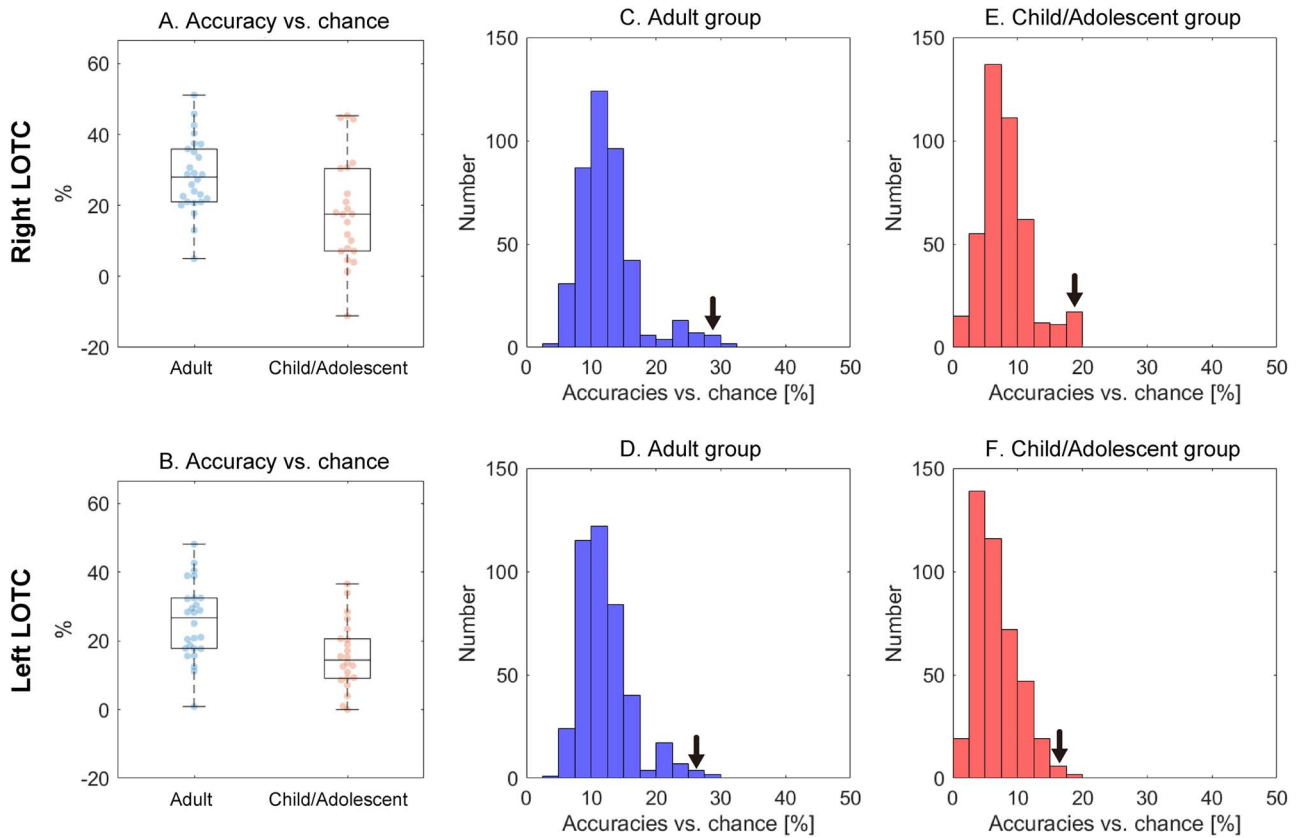 A. Accuracy vs. chance
C. Adult group
E. Child/Adolescent group
Right LOTC
%
60
40
20
0
-20
Adult
Child/Adolescent
Number
150
100
50
0
0 10 20 30 40 50
Accuracies vs. chance [%]
Number
150
100
50
0
0 10 20 30 40 50
Accuracies vs. chance [%]
B. Accuracy vs. chance
D. Adult group
F. Child/Adolescent group
Left LOTC
%
60
40
20
0
-20
Adult
Child/Adolescent
Number
150
100
50
0
0 10 20 30 40 50
Accuracies vs. chance [%]
Number
150
100
50
0
0 10 20 30 40 50
Accuracies vs. chance [%]